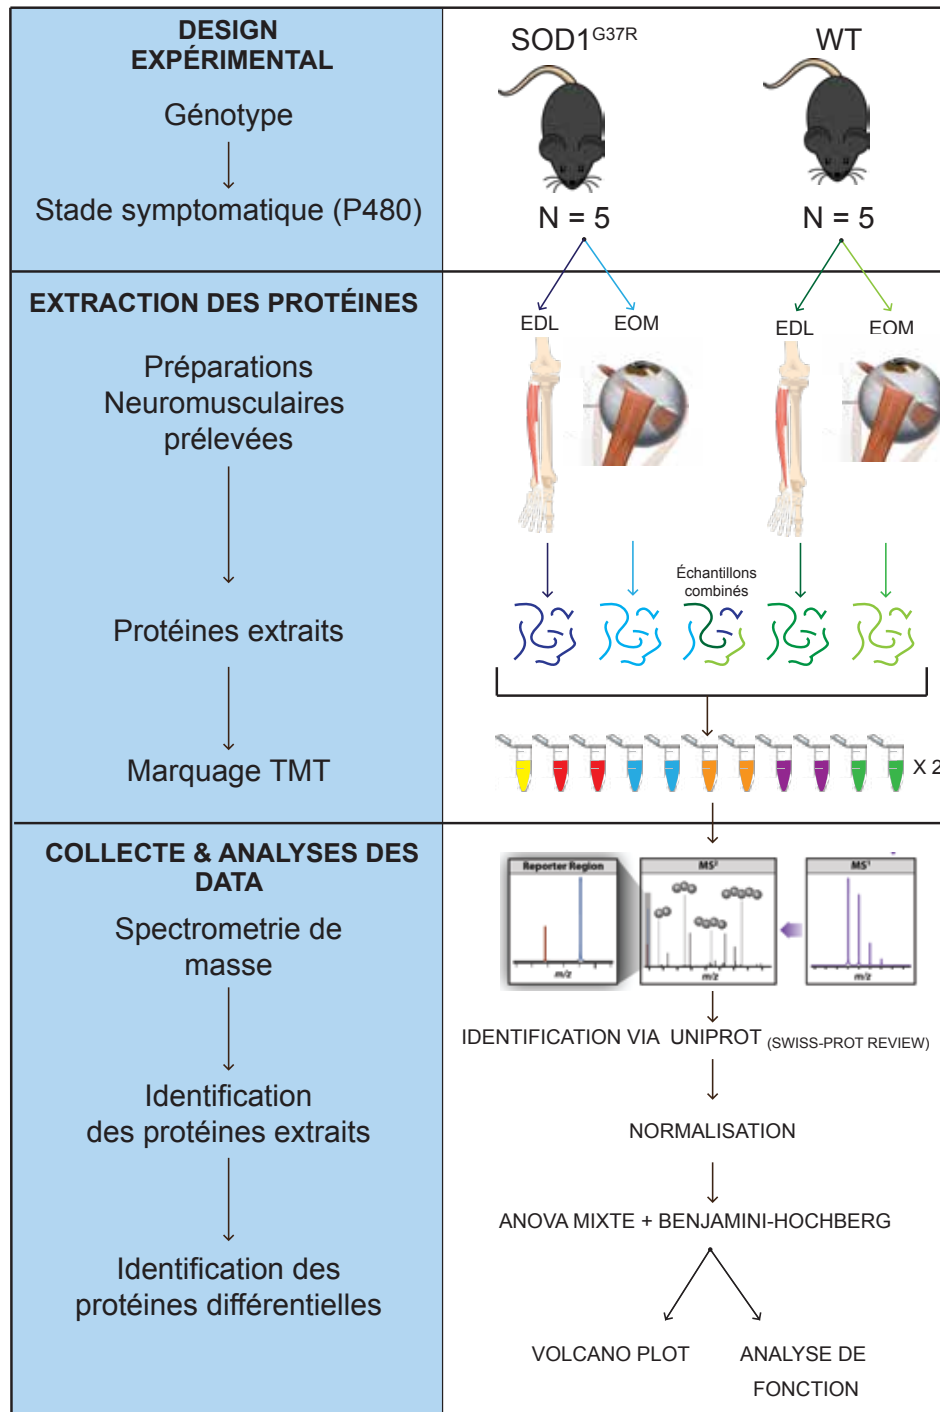 DESIGN
EXPÉRIMENTAL
Génotype
Stade symptomatique (P480)
SOD1G37R
WT
N = 5
N = 5
EXTRACTION DES PROTÉINES
Préparations
Neuromusculaires
prélevées
Protéines extraits
Marquage TMT
EDL
EOM
EDL
EOM
Échantillons
combinés
X 2
COLLECTE & ANALYSES DES
DATA
Spectrometrie de
masse
Identification
des protéines extraits
Identification des
protéines différentielles
Reporter Region
m/z
MS²
m/z
MS¹
m/z
IDENTIFICATION VIA UNIPROT (SWISS-PROT REVIEW)
NORMALISATION
ANOVA MIXTE + BENJAMINI-HOCHBERG
VOLCANO PLOT
ANALYSE DE
FONCTION